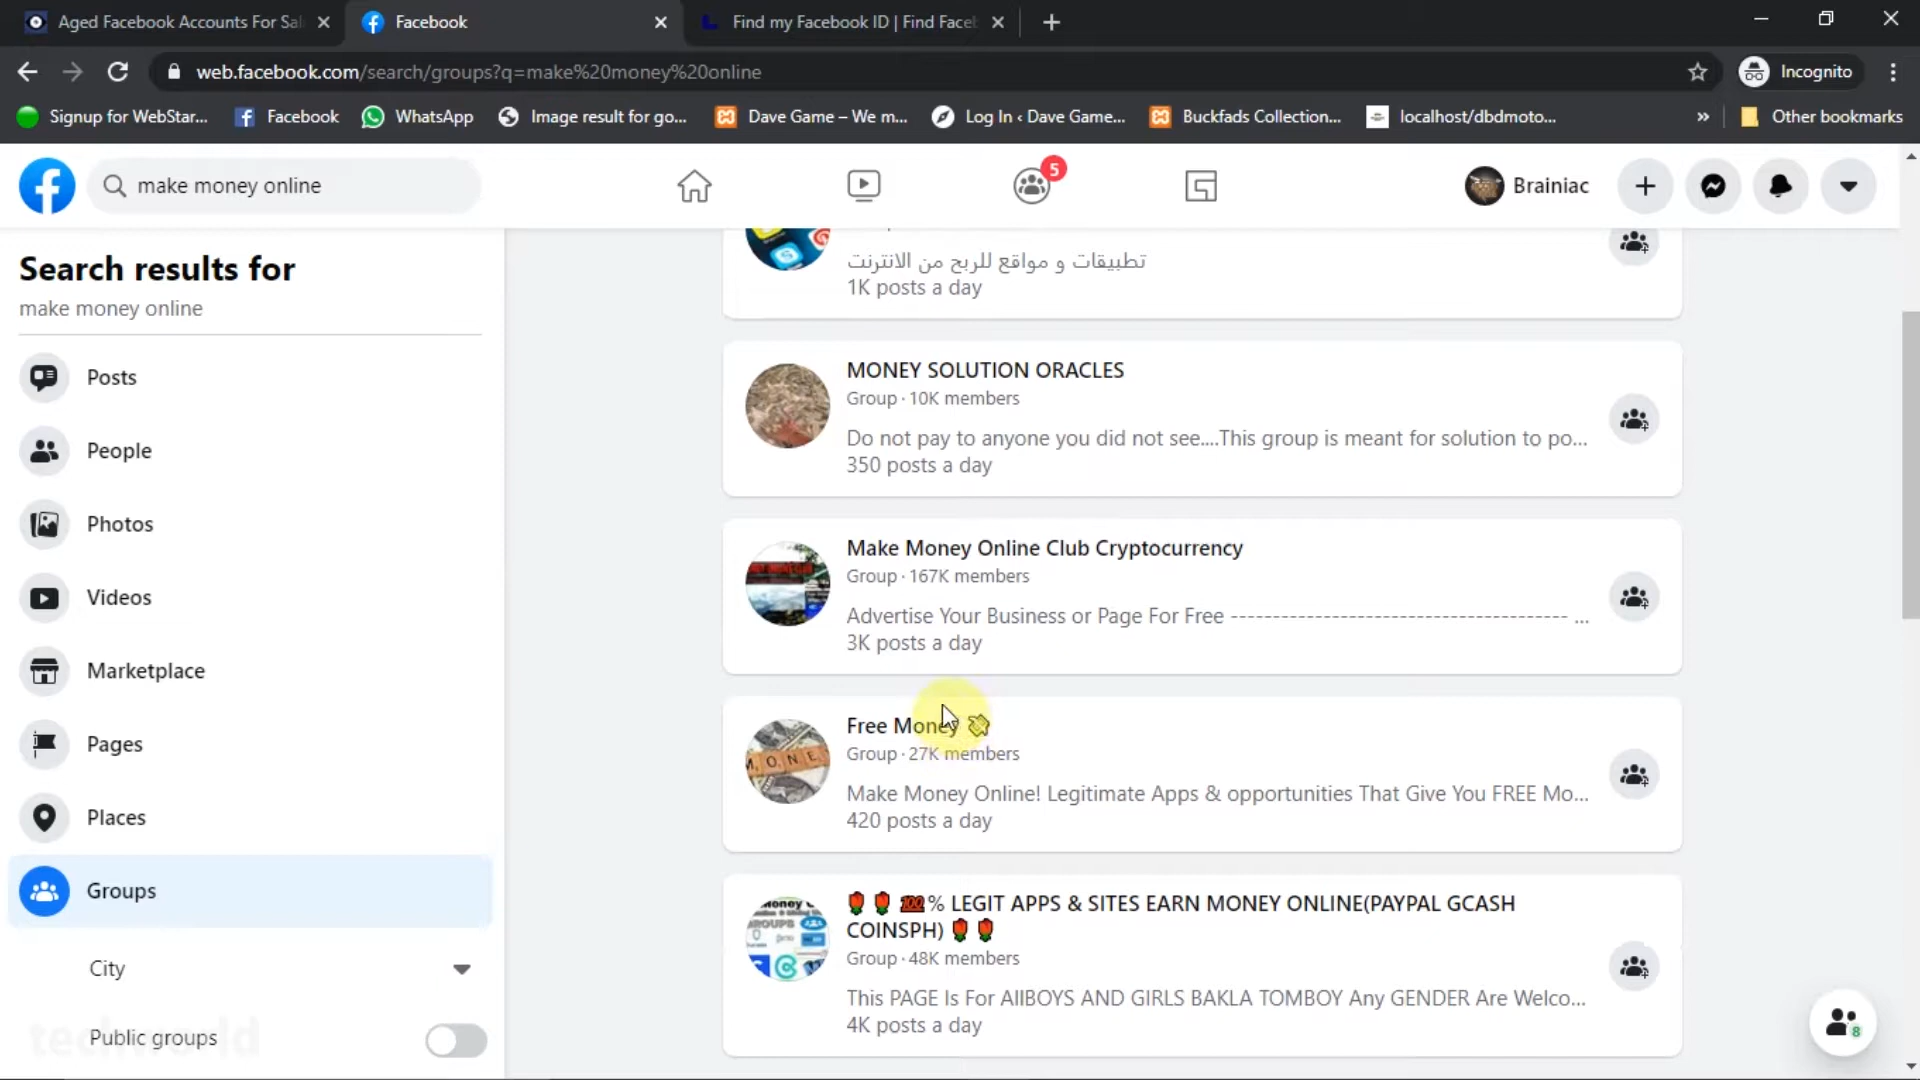 Aged Facebook Accounts For Sal
Facebook
Find my Facebook ID | Find Face
web.facebook.com/search/groups?q=make%20money%20online
Incognito
Signup for WebStar...
Facebook
WhatsApp
Image result for go...
Dave Game – We m...
Log In ‹ Dave Game...
Buckfads Collection...
localhost/dbdmoto...
»
Other bookmarks
make money online
5
Brainiac
Search results for
make money online
Posts
People
Photos
Videos
Marketplace
Pages
Places
Groups
City
Public groups
techworld
تطبيقات و مواقع للربح من الانترنت
1K posts a day
MONEY SOLUTION ORACLES
Group · 10K members
Do not pay to anyone you did not see....This group is meant for solution to po...
350 posts a day
Make Money Online Club Cryptocurrency
Group · 167K members
Advertise Your Business or Page For Free ---------------------------------------- ...
3K posts a day
Free Money
Group · 27K members
Make Money Online! Legitimate Apps & opportunities That Give You FREE Mo...
420 posts a day
🌹🌹💯% LEGIT APPS & SITES EARN MONEY ONLINE(PAYPAL GCASH
COINSPH)🌹🌹
Group · 48K members
This PAGE Is For AllBOYS AND GIRLS BAKLA TOMBOY Any GENDER Are Welco...
4K posts a day
8